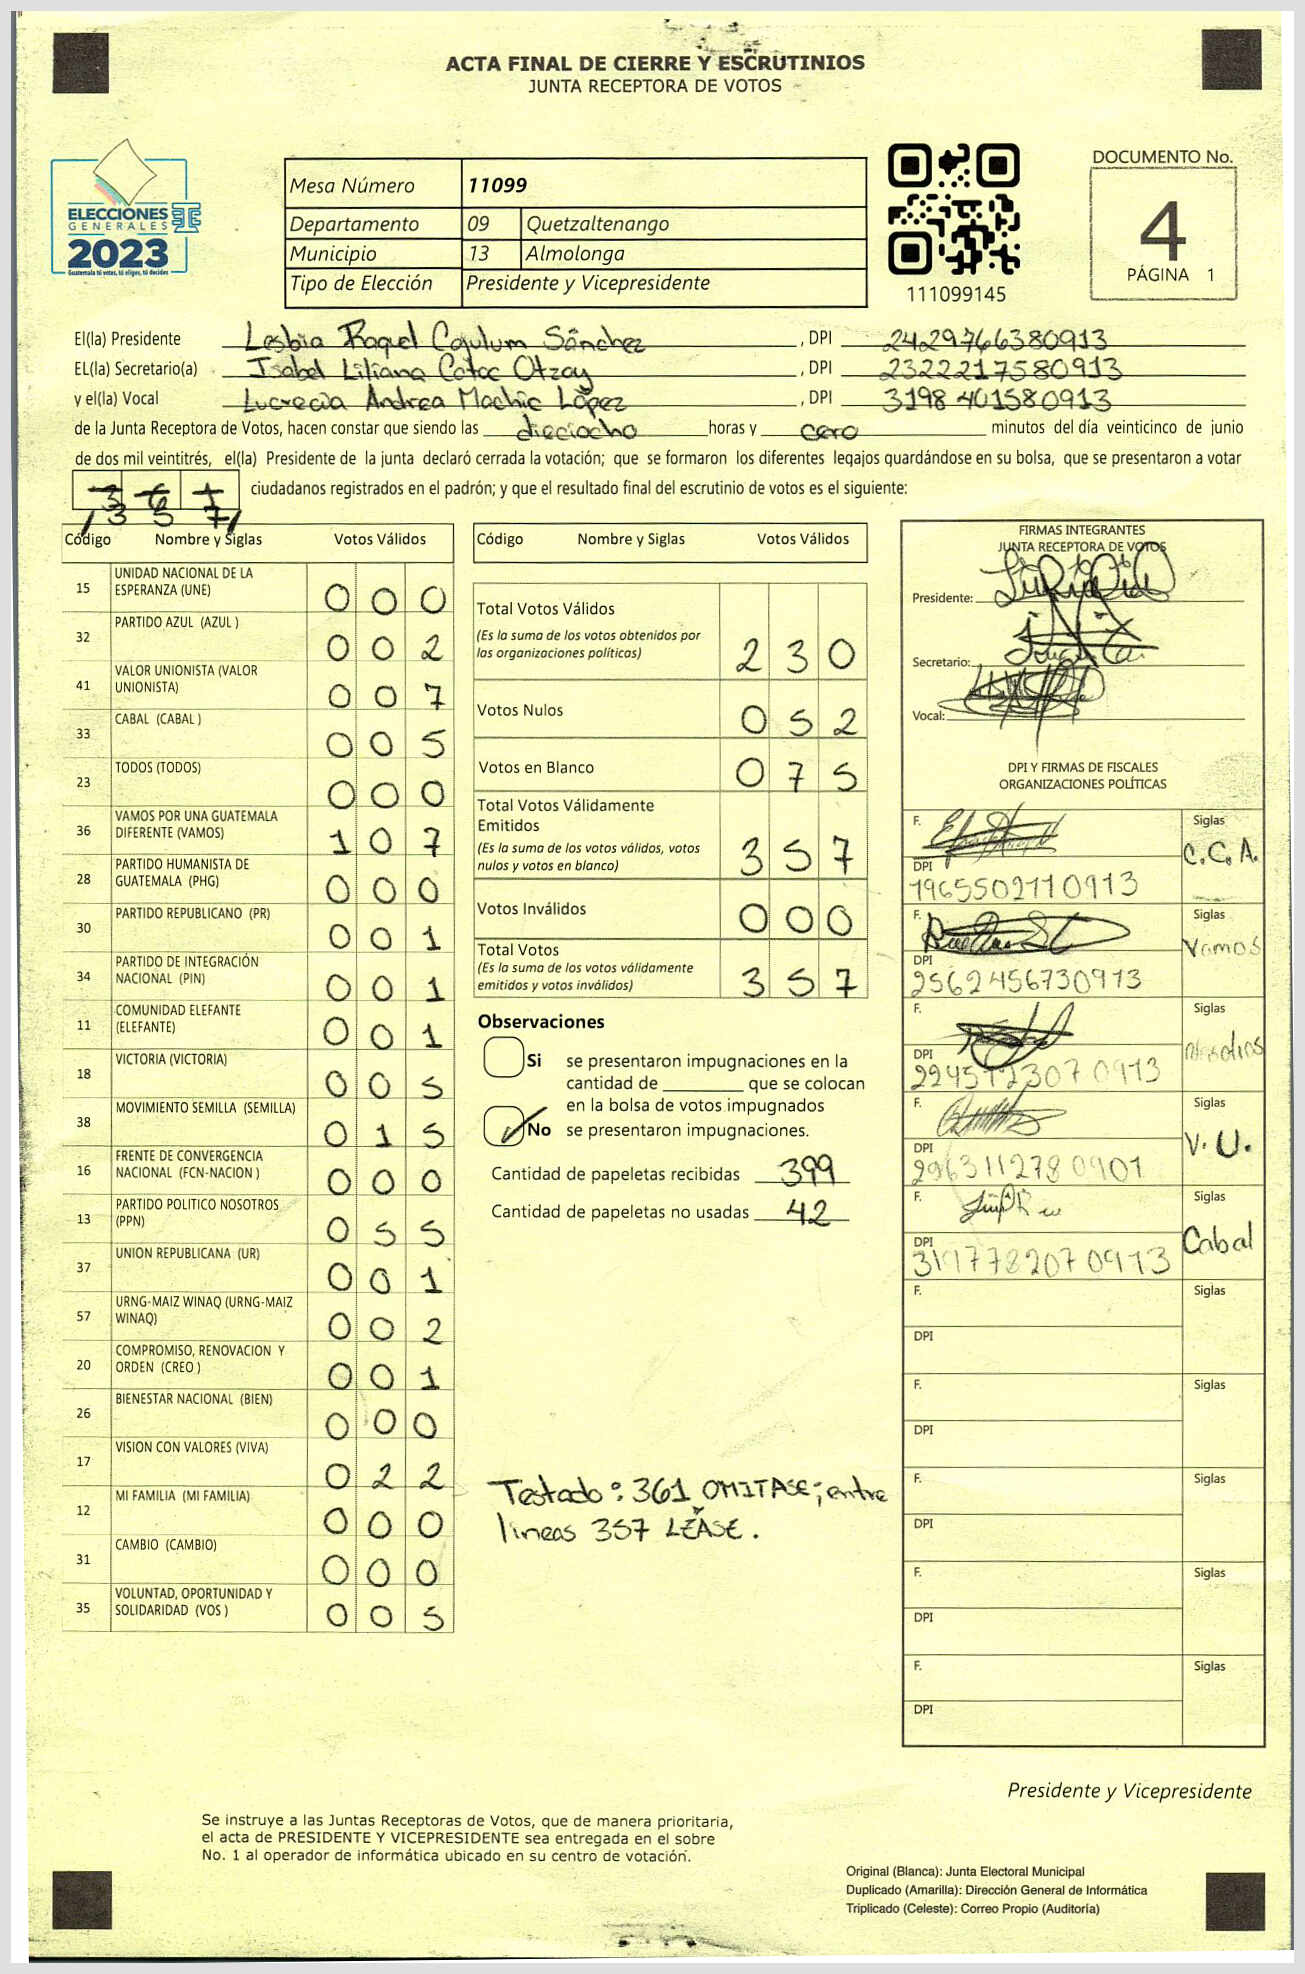 ACTA FINAL DE CIERRE Y ESCRUTINIOS
JUNTA RECEPTORA DE VOTOS
ELECCIONES
GENERALES
2023
Guatemala tú votas, tú eliges, tú decides
Mesa Número 11099
Departamento 09 Quetzaltenango
Municipio 13 Almolonga
Tipo de Elección Presidente y Vicepresidente
111099145
DOCUMENTO No.
4
PÁGINA 1
El(la) Presidente Lesbia Raquel Cojulum Sánchez, DPI 2429766380913
EL(la) Secretario(a) Isabel Liliana Cotoc Otzoy, DPI 2322217580913
y el(la) Vocal Lucrecia Andrea Machic López, DPI 3198401580913
de la Junta Receptora de Votos, hacen constar que siendo las dieciocho horas y cero minutos del día veinticinco de junio
de dos mil veintitrés, el(la) Presidente de la junta declaró cerrada la votación; que se formaron los diferentes legajos guardándose en su bolsa, que se presentaron a votar
3 6 1 ciudadanos registrados en el padrón; y que el resultado final del escrutinio de votos es el siguiente:
/ 3 5 7 /
Código Nombre y Siglas Votos Válidos
15 UNIDAD NACIONAL DE LA ESPERANZA (UNE) 0 0 0
32 PARTIDO AZUL (AZUL ) 0 0 2
41 VALOR UNIONISTA (VALOR UNIONISTA) 0 0 7
33 CABAL (CABAL ) 0 0 5
23 TODOS (TODOS) 0 0 0
36 VAMOS POR UNA GUATEMALA DIFERENTE (VAMOS) 1 0 7
28 PARTIDO HUMANISTA DE GUATEMALA (PHG) 0 0 0
30 PARTIDO REPUBLICANO (PR) 0 0 1
34 PARTIDO DE INTEGRACIÓN NACIONAL (PIN) 0 0 1
11 COMUNIDAD ELEFANTE (ELEFANTE) 0 0 1
18 VICTORIA (VICTORIA) 0 0 5
38 MOVIMIENTO SEMILLA (SEMILLA) 0 1 5
16 FRENTE DE CONVERGENCIA NACIONAL (FCN-NACION ) 0 0 0
13 PARTIDO POLITICO NOSOTROS (PPN) 0 5 5
37 UNION REPUBLICANA (UR) 0 0 1
57 URNG-MAIZ WINAQ (URNG-MAIZ WINAQ) 0 0 2
20 COMPROMISO, RENOVACION Y ORDEN (CREO ) 0 0 1
26 BIENESTAR NACIONAL (BIEN) 0 0 0
17 VISION CON VALORES (VIVA) 0 2 2
12 MI FAMILIA (MI FAMILIA) 0 0 0
31 CAMBIO (CAMBIO) 0 0 0
35 VOLUNTAD, OPORTUNIDAD Y SOLIDARIDAD (VOS ) 0 0 5
Código Nombre y Siglas Votos Válidos
Total Votos Válidos 2 3 0
(Es la suma de los votos obtenidos por
las organizaciones políticas)
Votos Nulos 0 5 2
Votos en Blanco 0 7 5
Total Votos Válidamente
Emitidos 3 5 7
(Es la suma de los votos válidos, votos
nulos y votos en blanco)
Votos Inválidos 0 0 0
Total Votos 3 5 7
(Es la suma de los votos válidamente
emitidos y votos inválidos)
Observaciones
Si se presentaron impugnaciones en la
cantidad de ________ que se colocan
en la bolsa de votos impugnados
No se presentaron impugnaciones.
Cantidad de papeletas recibidas 399
Cantidad de papeletas no usadas 42
Testado: 361 OMITASE; entre
lineas 357 LEASE.
FIRMAS INTEGRANTES
JUNTA RECEPTORA DE VOTOS
Presidente:
Secretario:
Vocal:
DPI Y FIRMAS DE FISCALES
ORGANIZACIONES POLÍTICAS
F. Siglas
DPI C.C.A.
1965502110913
F. Siglas
DPI Vamos
2562456730913
F. Siglas
DPI Nosotros
F. Siglas
DPI V.U.
2963112780901
F. Siglas
DPI Cabal
3197782070913
F. Siglas
DPI
F. Siglas
DPI
F. Siglas
DPI
F. Siglas
DPI
F. Siglas
DPI
Presidente y Vicepresidente
Se instruye a las Juntas Receptoras de Votos, que de manera prioritaria,
el acta de PRESIDENTE Y VICEPRESIDENTE sea entregada en el sobre
No. 1 al operador de informática ubicado en su centro de votación.
Original (Blanca): Junta Electoral Municipal
Duplicado (Amarilla): Dirección General de Informática
Triplicado (Celeste): Correo Propio (Auditoría)